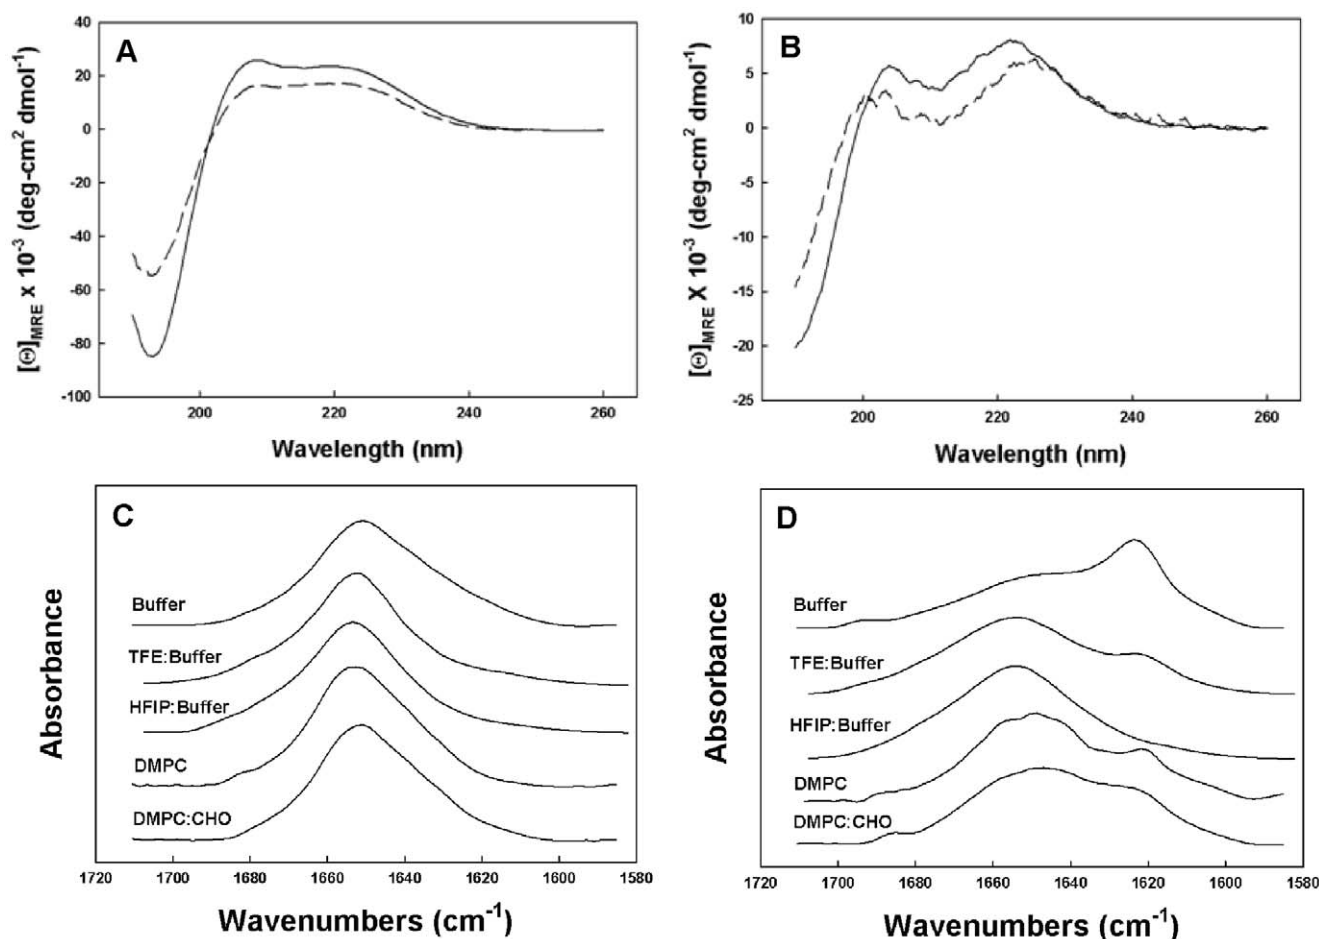 A
[Θ]MRE X 10-3 (deg-cm2 dmol-1)
40
20
0
-20
-40
-60
-80
-100
200
220
240
260
Wavelength (nm)
B
[Θ]MRE X 10-3 (deg-cm2 dmol-1)
10
5
0
-5
-10
-15
-20
-25
200
220
240
260
Wavelength (nm)
C
Absorbance
Buffer
TFE:Buffer
HFIP:Buffer
DMPC
DMPC:CHO
1720
1700
1680
1660
1640
1620
1600
1580
Wavenumbers (cm-1)
D
Absorbance
Buffer
TFE:Buffer
HFIP:Buffer
DMPC
DMPC:CHO
1720
1700
1680
1660
1640
1620
1600
1580
Wavenumbers (cm-1)